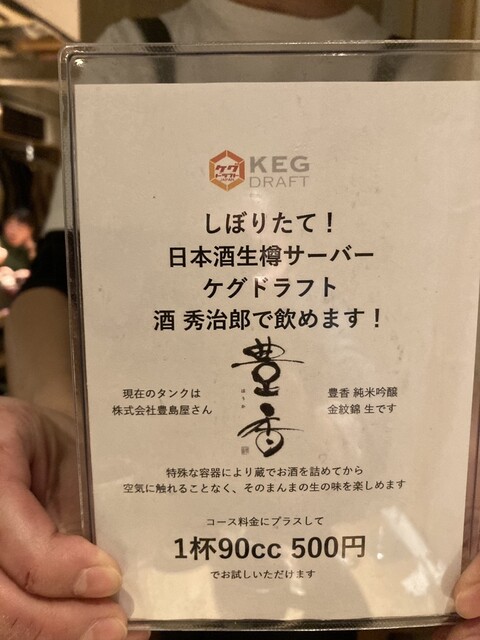 ケグ
ドラフト
KEG
DRAFT
しぼりたて！
日本酒生樽サーバー
ケグドラフト
酒 秀治郎で飲めます！
豊香
ほうか
現在のタンクは
株式会社豊島屋さん
豊香 純米吟醸
金紋錦 生です
特殊な容器により蔵でお酒を詰めてから
空気に触れることなく、そのまんまの生の味を楽しめます
コース料金にプラスして
1杯90cc 500円
でお試しいただけます